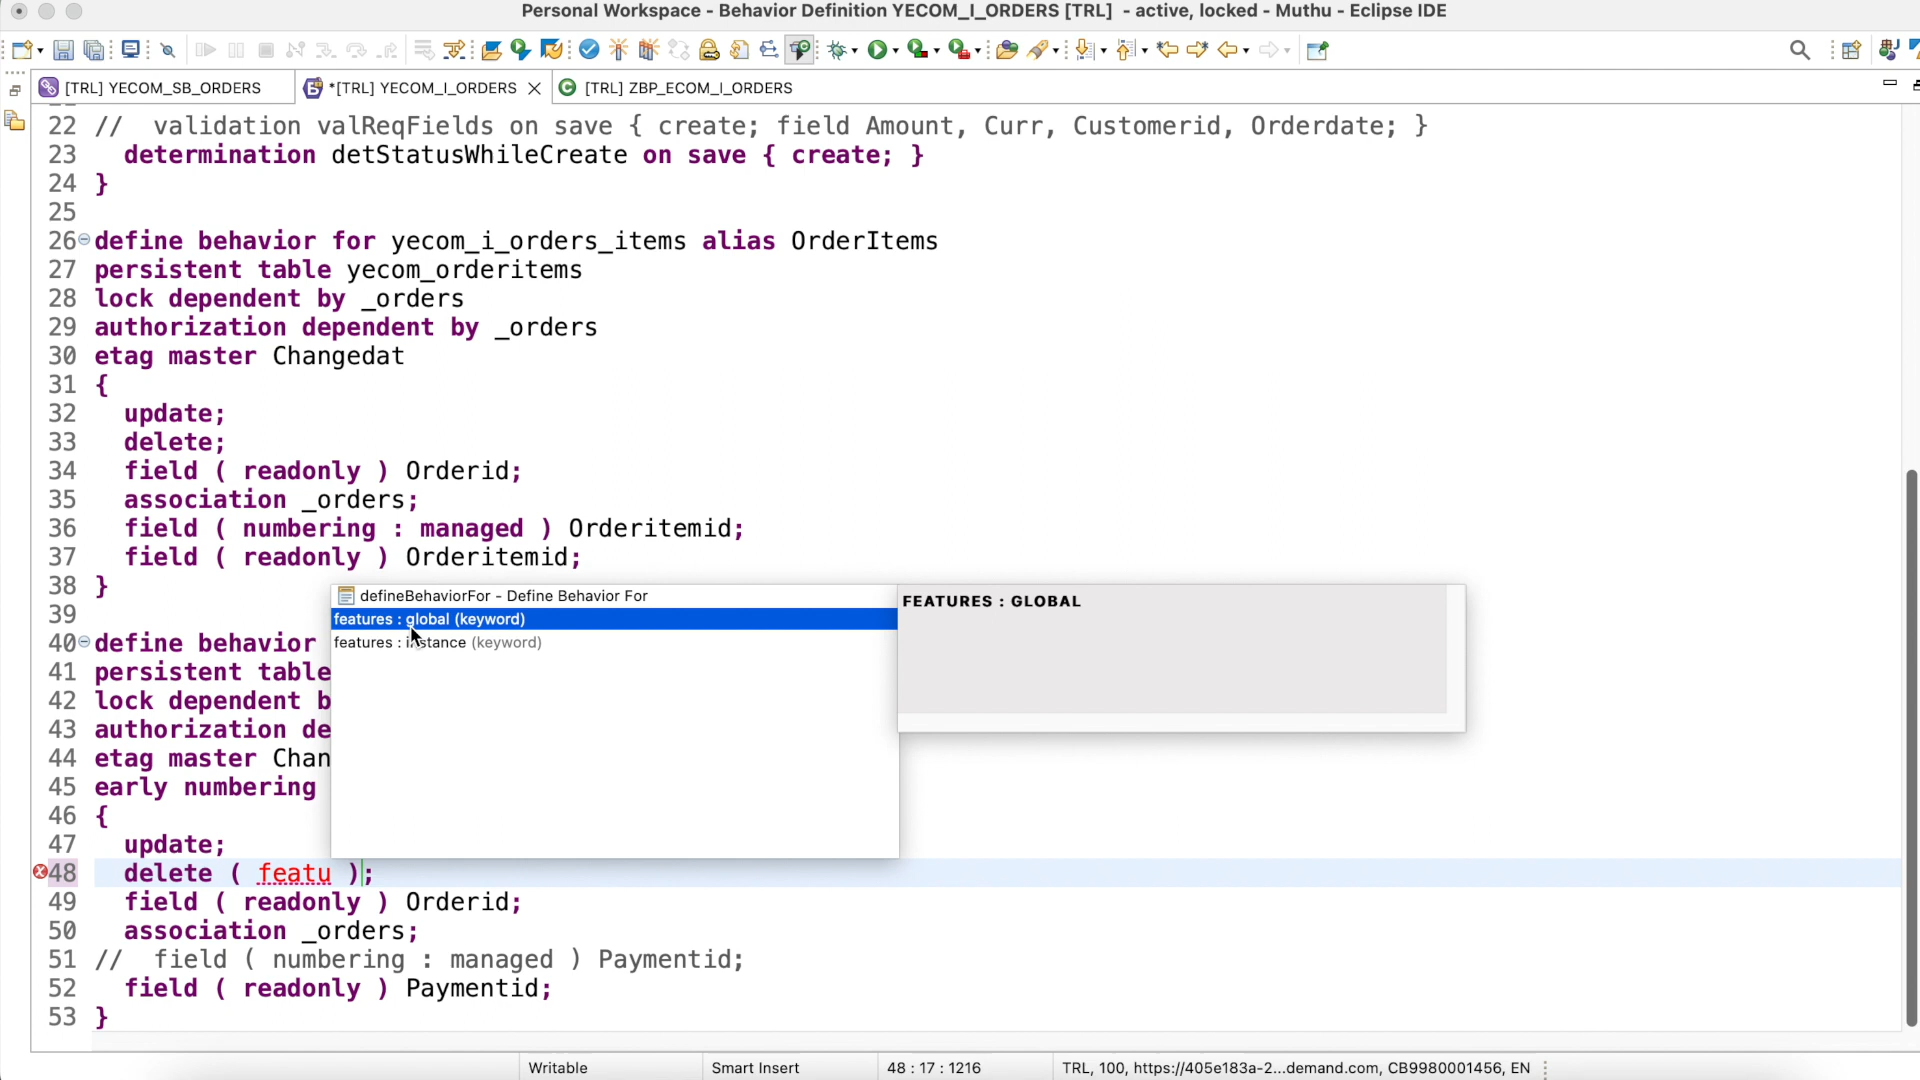 Personal Workspace - Behavior Definition YECOM_I_ORDERS [TRL]  - active, locked - Muthu - Eclipse IDE
[TRL] YECOM_SB_ORDERS
*[TRL] YECOM_I_ORDERS
[TRL] ZBP_ECOM_I_ORDERS
22 //  validation valReqFields on save { create; field Amount, Curr, Customerid, Orderdate; }
23   determination detStatusWhileCreate on save { create; }
24 }
25
26 define behavior for yecom_i_orders_items alias OrderItems
27 persistent table yecom_orderitems
28 lock dependent by _orders
29 authorization dependent by _orders
30 etag master Changedat
31 {
32   update;
33   delete;
34   field ( readonly ) Orderid;
35   association _orders;
36   field ( numbering : managed ) Orderitemid;
37   field ( readonly ) Orderitemid;
38 }
defineBehaviorFor - Define Behavior For
features : global (keyword)
features : instance (keyword)
FEATURES : GLOBAL
39
40 define behavior
41 persistent table
42 lock dependent b
43 authorization de
44 etag master Chan
45 early numbering
46 {
47   update;
48   delete ( featu );
49   field ( readonly ) Orderid;
50   association _orders;
51 //  field ( numbering : managed ) Paymentid;
52   field ( readonly ) Paymentid;
53 }
Writable
Smart Insert
48 : 17 : 1216
TRL, 100, https://405e183a-2...demand.com, CB9980001456, EN